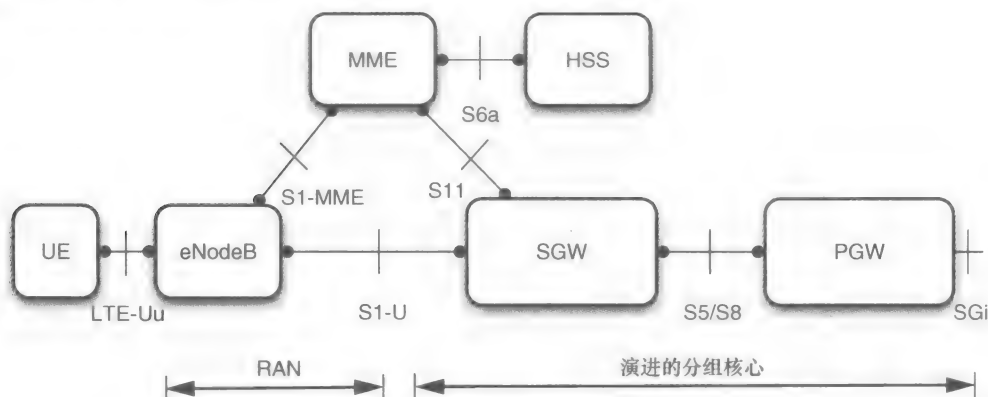 MME
HSS
S6a
S1-MME
S11
UE
eNodeB
SGW
PGW
LTE-Uu
S1-U
S5/S8
SGi
RAN
演进的分组核心